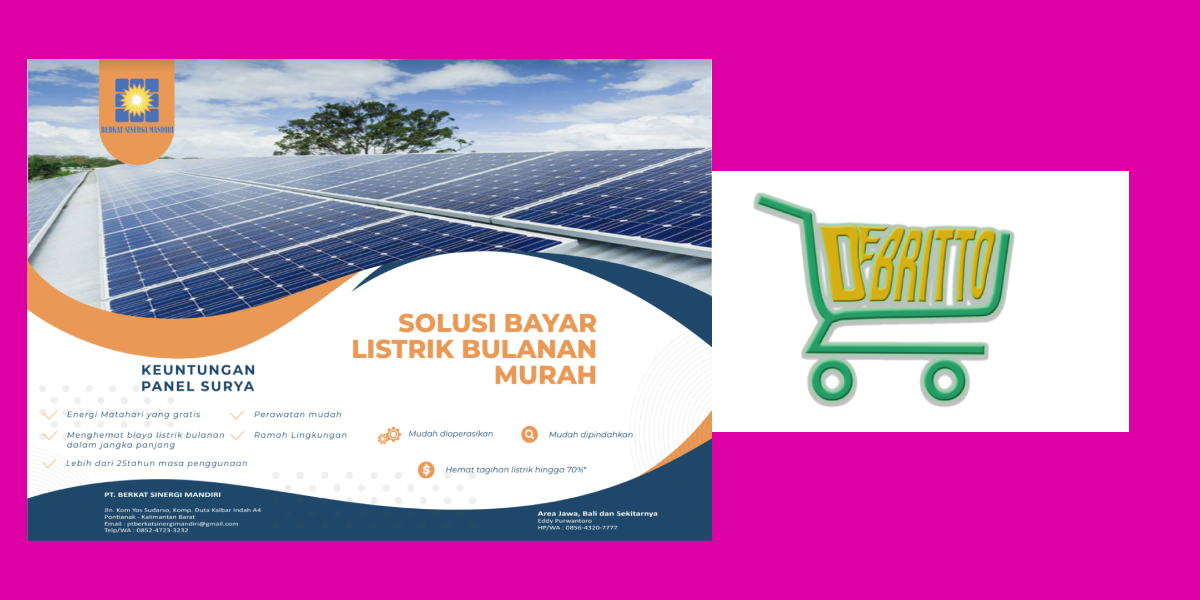 BERKAT SINERGI MANDIRI
SOLUSI BAYAR
LISTRIK BULANAN
MURAH
KEUNTUNGAN
PANEL SURYA
Energi Matahari yang gratis
Menghemat biaya listrik bulanan
dalam jangka panjang
Lebih dari 25tahun masa penggunaan
Perawatan mudah
Ramah Lingkungan
Mudah dioperasikan
Mudah dipindahkan
Hemat tagihan listrik hingga 70%*
PT. BERKAT SINERGI MANDIRI
Jln. Kom Yos Sudarso, Komp. Duta Kalbar Indah A4
Pontianak - Kalimantan Barat
Email : ptberkatsinergimandiri@gmail.com
Telp/WA : 0852-4723-3232
Area Jawa, Bali dan Sekitarnya
Eddy Purwantoro
HP/WA : 0856-4320-7777
DEBRITTO